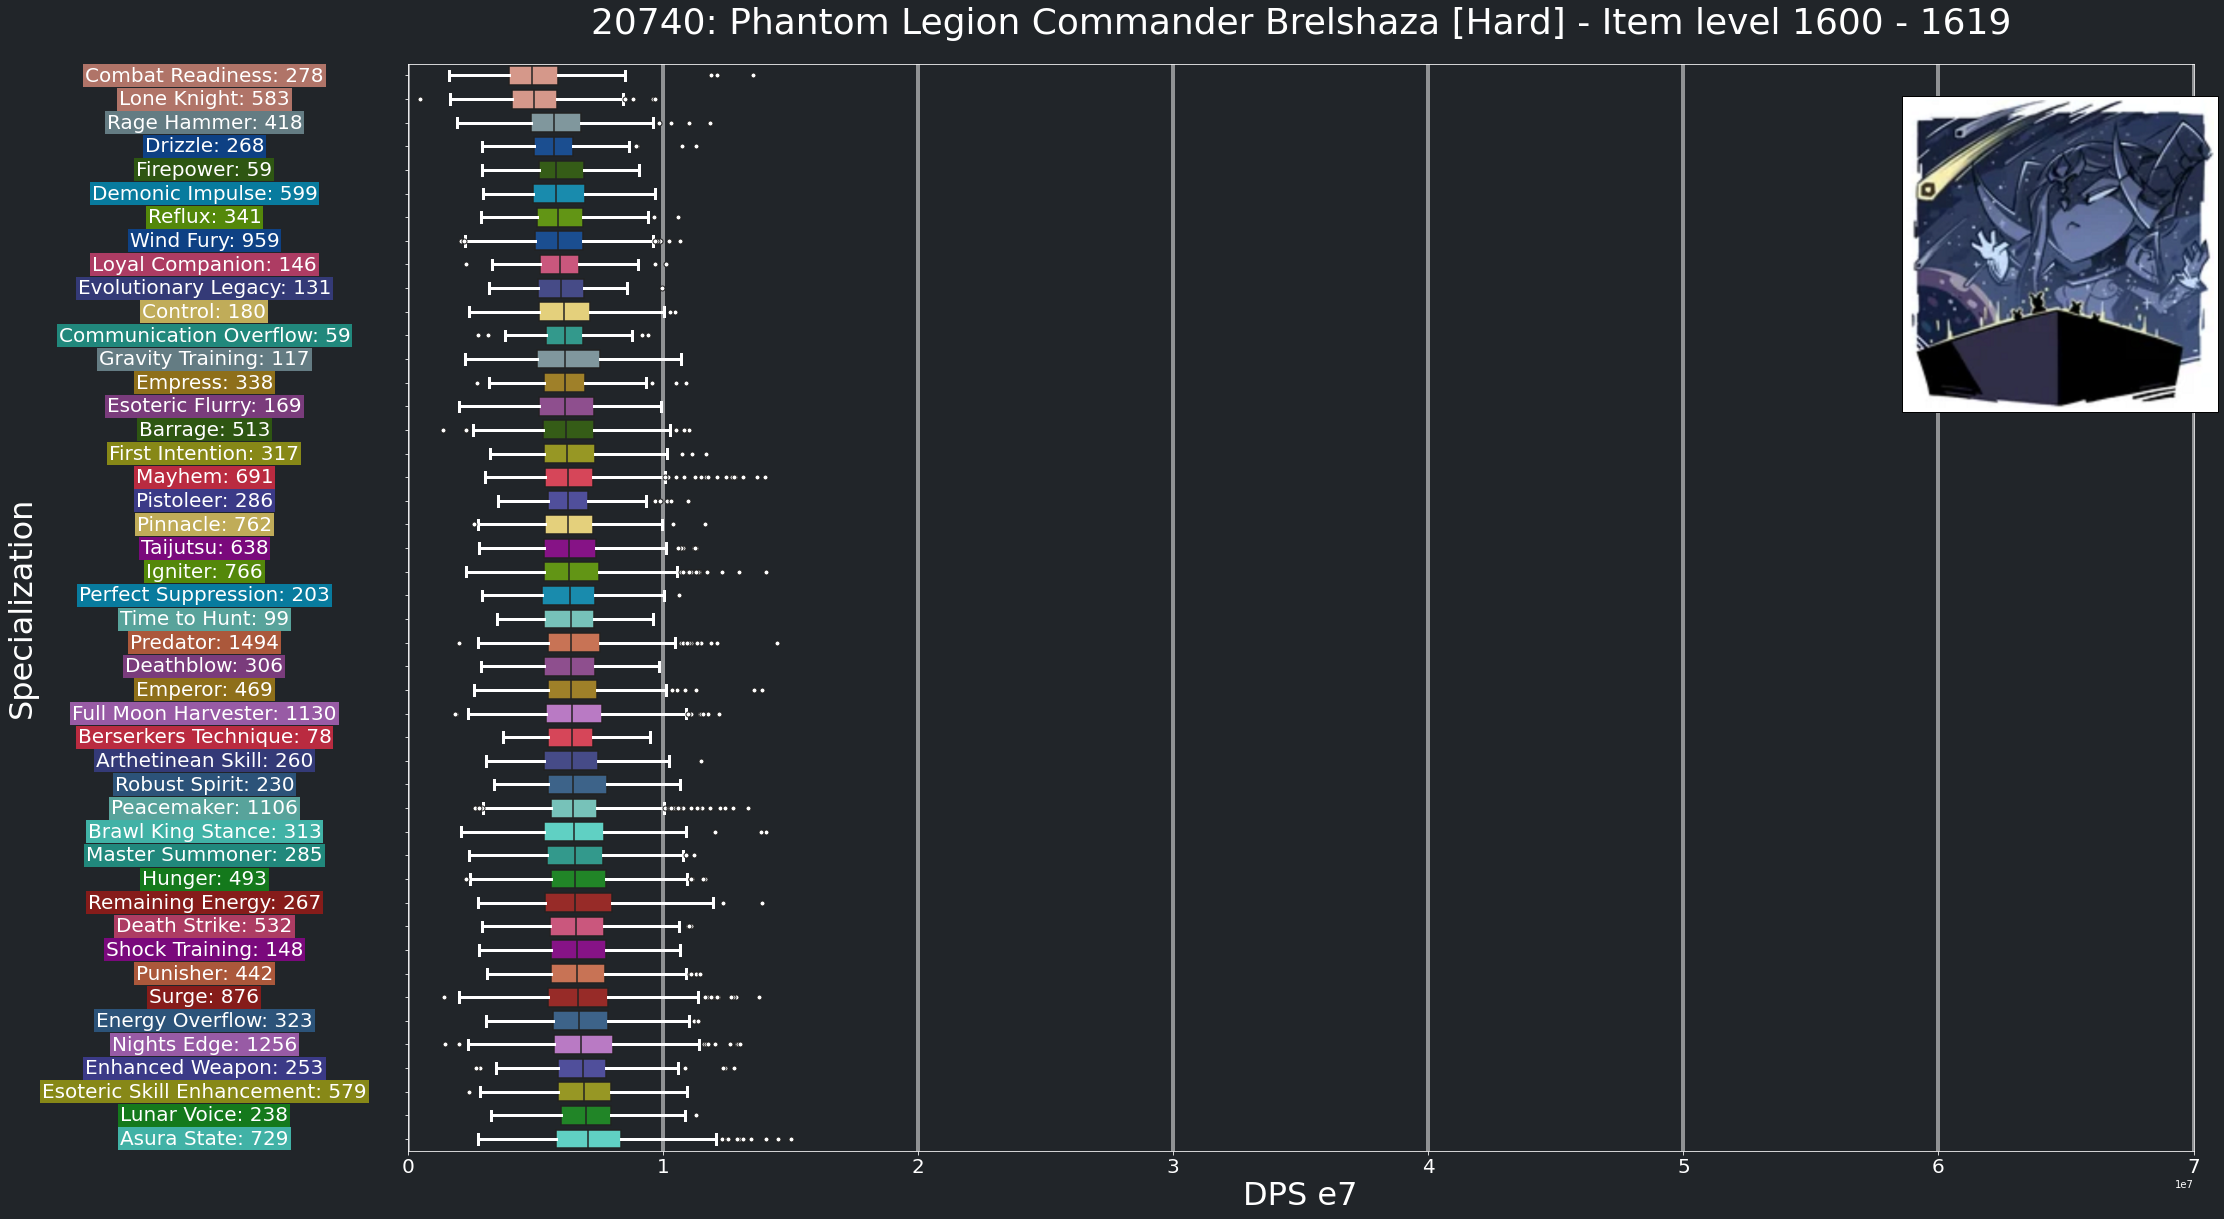 20740: Phantom Legion Commander Brelshaza [Hard] - Item level 1600 - 1619
Combat Readiness: 278
Lone Knight: 583
Rage Hammer: 418
Drizzle: 268
Firepower: 59
Demonic Impulse: 599
Reflux: 341
Wind Fury: 959
Loyal Companion: 146
Evolutionary Legacy: 131
Control: 180
Communication Overflow: 59
Gravity Training: 117
Empress: 338
Esoteric Flurry: 169
Barrage: 513
First Intention: 317
Mayhem: 691
Pistoleer: 286
Pinnacle: 762
Taijutsu: 638
Igniter: 766
Perfect Suppression: 203
Time to Hunt: 99
Predator: 1494
Deathblow: 306
Emperor: 469
Full Moon Harvester: 1130
Berserkers Technique: 78
Arthetinean Skill: 260
Robust Spirit: 230
Peacemaker: 1106
Brawl King Stance: 313
Master Summoner: 285
Hunger: 493
Remaining Energy: 267
Death Strike: 532
Shock Training: 148
Punisher: 442
Surge: 876
Energy Overflow: 323
Nights Edge: 1256
Enhanced Weapon: 253
Esoteric Skill Enhancement: 579
Lunar Voice: 238
Asura State: 729
Specialization
0 1 2 3 4 5 6 7
1e7
DPS e7